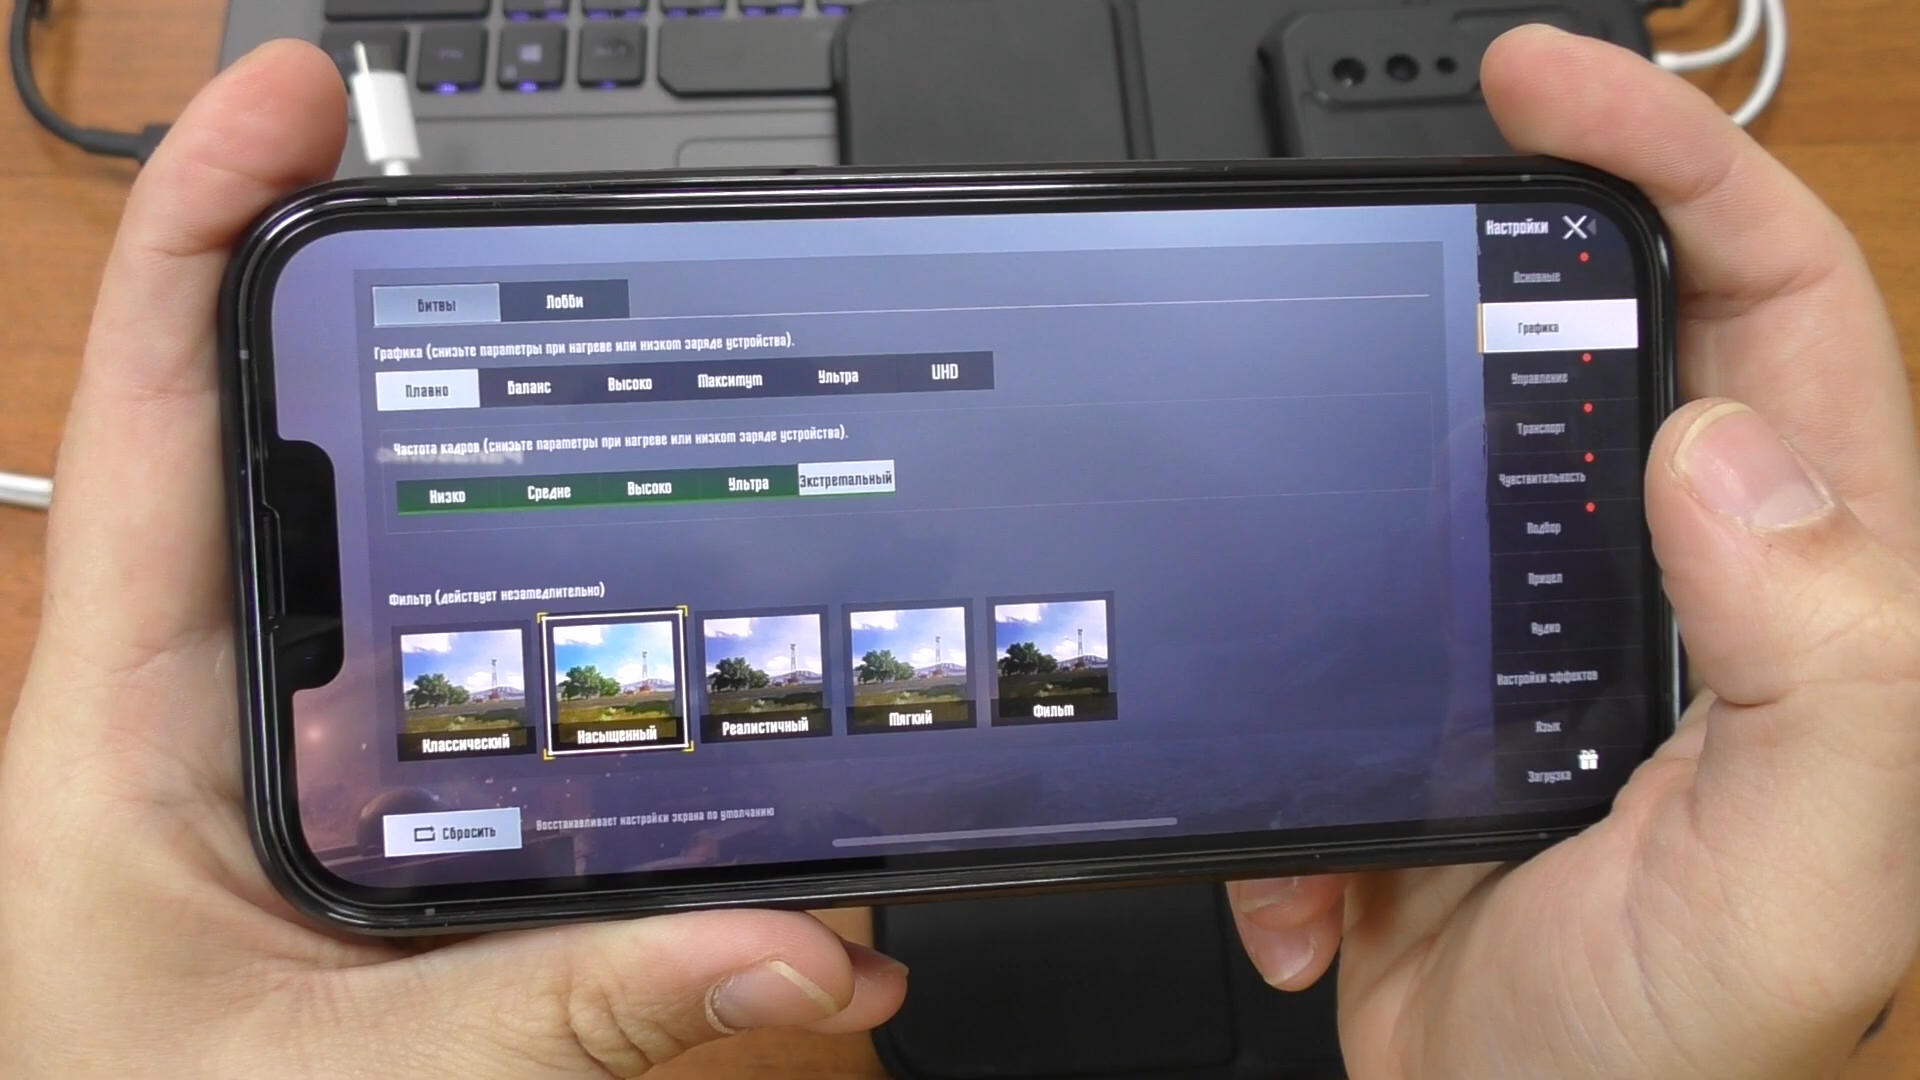 Настройки
Битвы Лобби
Графика (снизьте параметры при нагреве или низком заряде устройства).
Плавно Баланс Высоко Максимум Ультра UHD
Частота кадров (снизьте параметры при нагреве или низком заряде устройства).
Низко Средне Высоко Ультра Экстремальный
Фильтр (действует незамедлительно)
Классический Насыщенный Реалистичный Мягкий Фильм
Сбросить Восстанавливает настройки экрана по умолчанию
Основные
Графика
Управление
Транспорт
Чувствительность
Подбор
Прицел
Аудио
Настройки эффектов
Язык
Загрузка